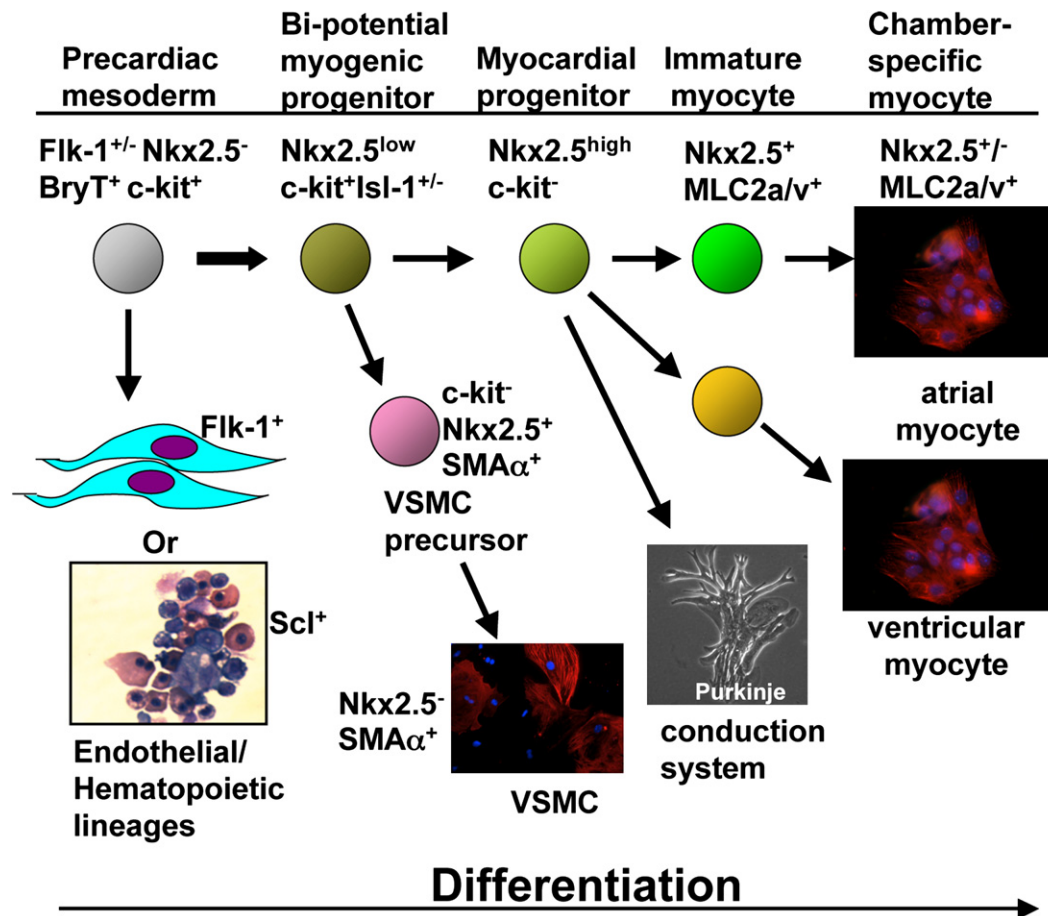 Precardiac
mesoderm
Bi-potential
myogenic
progenitor
Myocardial
progenitor
Immature
myocyte
Chamber-
specific
myocyte
Flk-1⁺/⁻ Nkx2.5⁻
BryT⁺ c-kit⁺
Nkx2.5ˡᵒʷ
c-kit⁺Isl-1⁺/⁻
Nkx2.5ʰⁱᵍʰ
c-kit⁻
Nkx2.5⁺
MLC2a/v⁺
Nkx2.5⁺/⁻
MLC2a/v⁺
atrial
myocyte
Flk-1⁺
Or
Scl⁺
Endothelial/
Hematopoietic
lineages
c-kit⁻
Nkx2.5⁺
SMAα⁺
VSMC
precursor
Nkx2.5⁻
SMAα⁺
VSMC
Purkinje
conduction
system
ventricular
myocyte
Differentiation